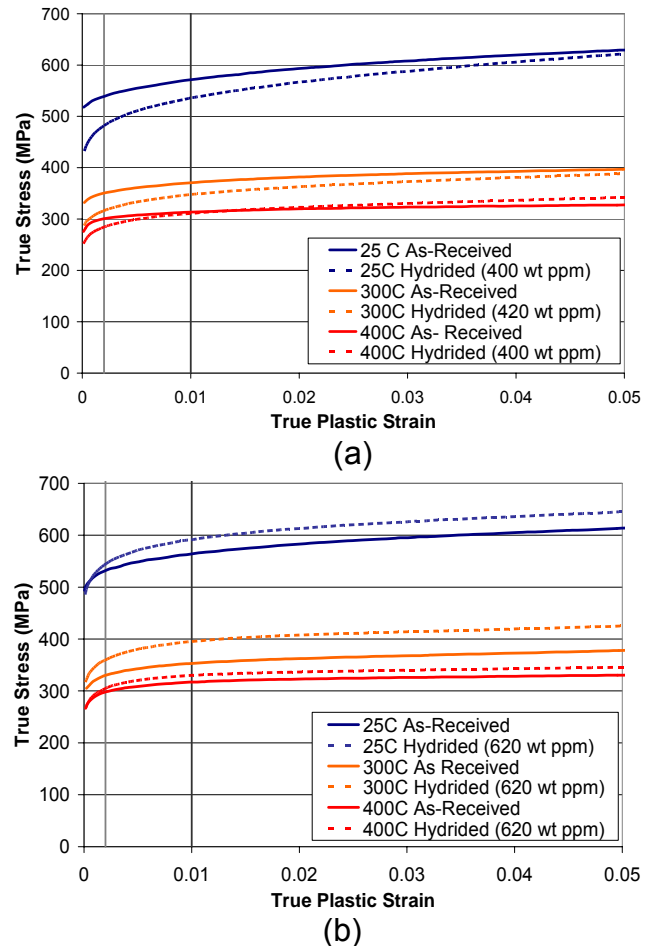 700
600
500
400
300
200
100
0
True Stress (MPa)
25 C As-Received
25C Hydrided (400 wt ppm)
300C As-Received
300C Hydrided (420 wt ppm)
400C As- Received
400C Hydrided (400 wt ppm)
0 0.01 0.02 0.03 0.04 0.05
True Plastic Strain
(a)
700
600
500
400
300
200
100
0
True Stress (MPa)
25C As-Received
25C Hydrided (620 wt ppm)
300C As Received
300C Hydrided (620 wt ppm)
400C As-Received
400C Hydrided (620 wt ppm)
0 0.01 0.02 0.03 0.04 0.05
True Plastic Strain
(b)